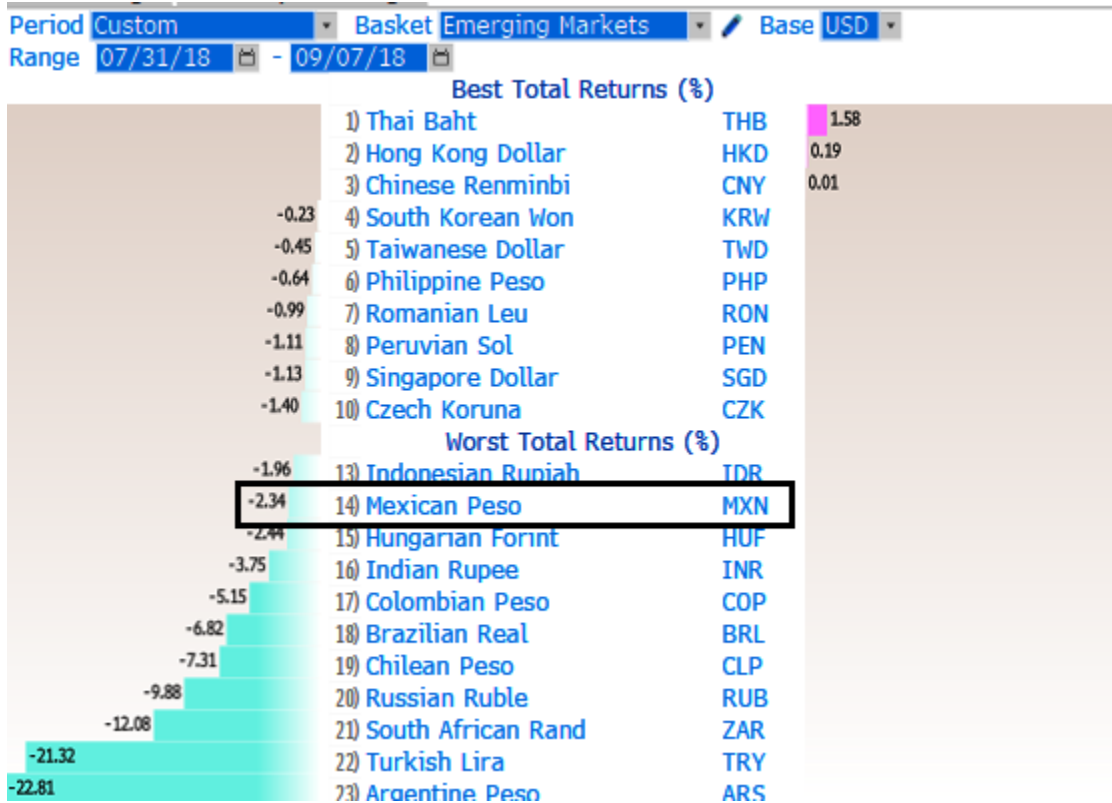 Period Custom Basket Emerging Markets Base USD
Range 07/31/18 - 09/07/18
Best Total Returns (%)
1) Thai Baht THB 1.58
2) Hong Kong Dollar HKD 0.19
3) Chinese Renminbi CNY 0.01
-0.23 4) South Korean Won KRW
-0.45 5) Taiwanese Dollar TWD
-0.64 6) Philippine Peso PHP
-0.99 7) Romanian Leu RON
-1.11 8) Peruvian Sol PEN
-1.13 9) Singapore Dollar SGD
-1.40 10) Czech Koruna CZK
Worst Total Returns (%)
-1.96 13) Indonesian Rupiah IDR
-2.34 14) Mexican Peso MXN
-2.44 15) Hungarian Forint HUF
-3.75 16) Indian Rupee INR
-5.15 17) Colombian Peso COP
-6.82 18) Brazilian Real BRL
-7.31 19) Chilean Peso CLP
-9.88 20) Russian Ruble RUB
-12.08 21) South African Rand ZAR
-21.32 22) Turkish Lira TRY
-22.81 23) Argentine Peso ARS